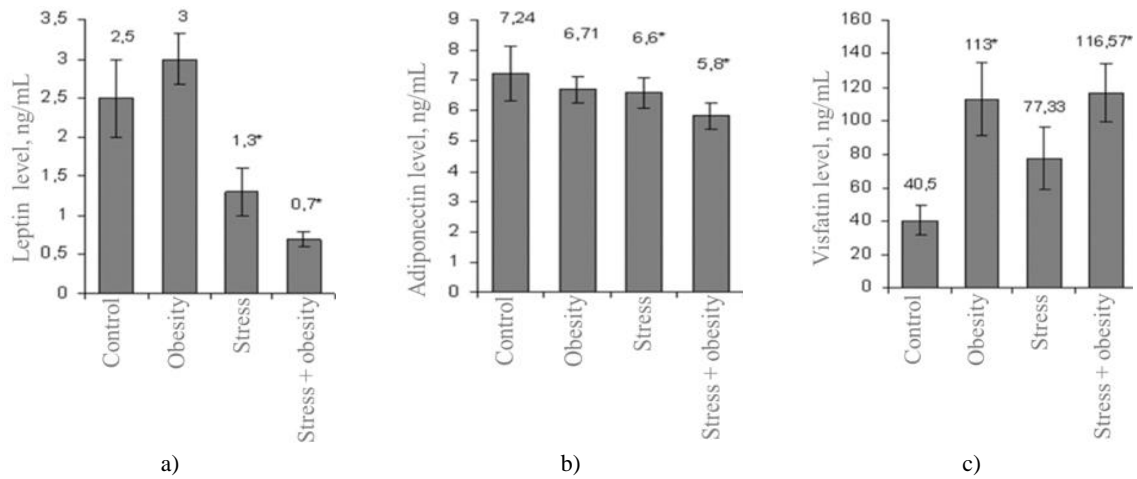 Leptin level, ng/mL
3,5
3
2,5
2
1,5
1
0,5
0
2,5
3
1,3*
0,7*
Control
Obesity
Stress
Stress + obesity
a)
Adiponectin level, ng/mL
9
8
7
6
5
4
3
2
1
0
7,24
6,71
6,6*
5,8*
Control
Obesity
Stress
Stress + obesity
b)
Visfatin level, ng/mL
160
140
120
100
80
60
40
20
0
40,5
113*
77,33
116,57*
Control
Obesity
Stress
Stress + obesity
c)